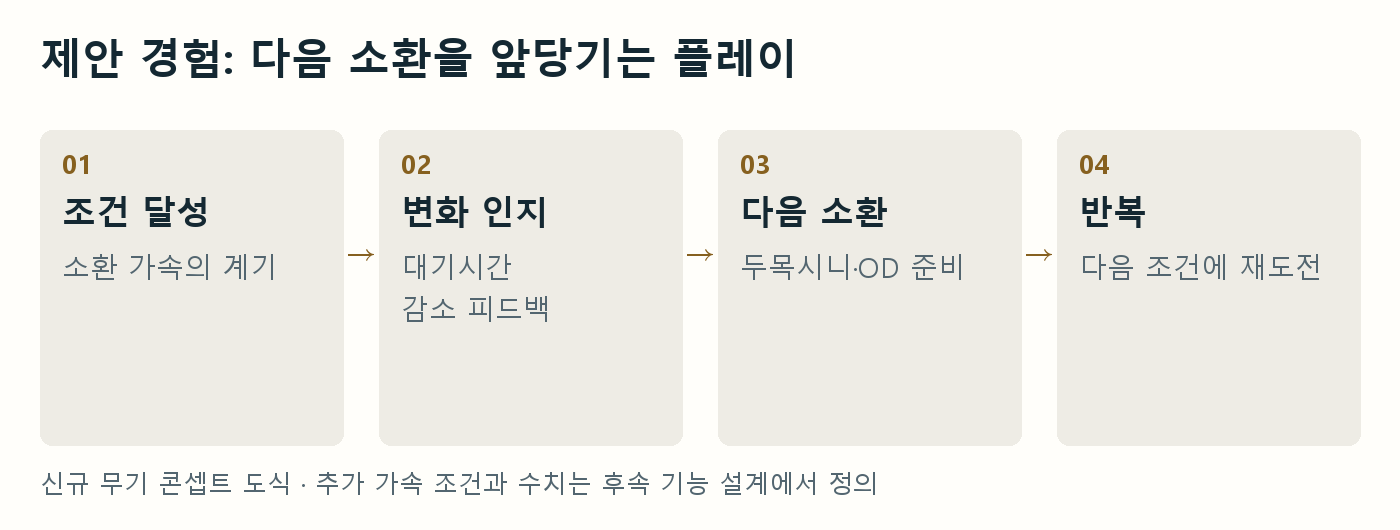 제안 경험: 다음 소환을 앞당기는 플레이
01
조건 달성
소환 가속의 계기
→
02
변화 인지
대기시간
감소 피드백
→
03
다음 소환
두목시니·OD 준비
→
04
반복
다음 조건에 재도전
신규 무기 콘셉트 도식 · 추가 가속 조건과 수치는 후속 기능 설계에서 정의